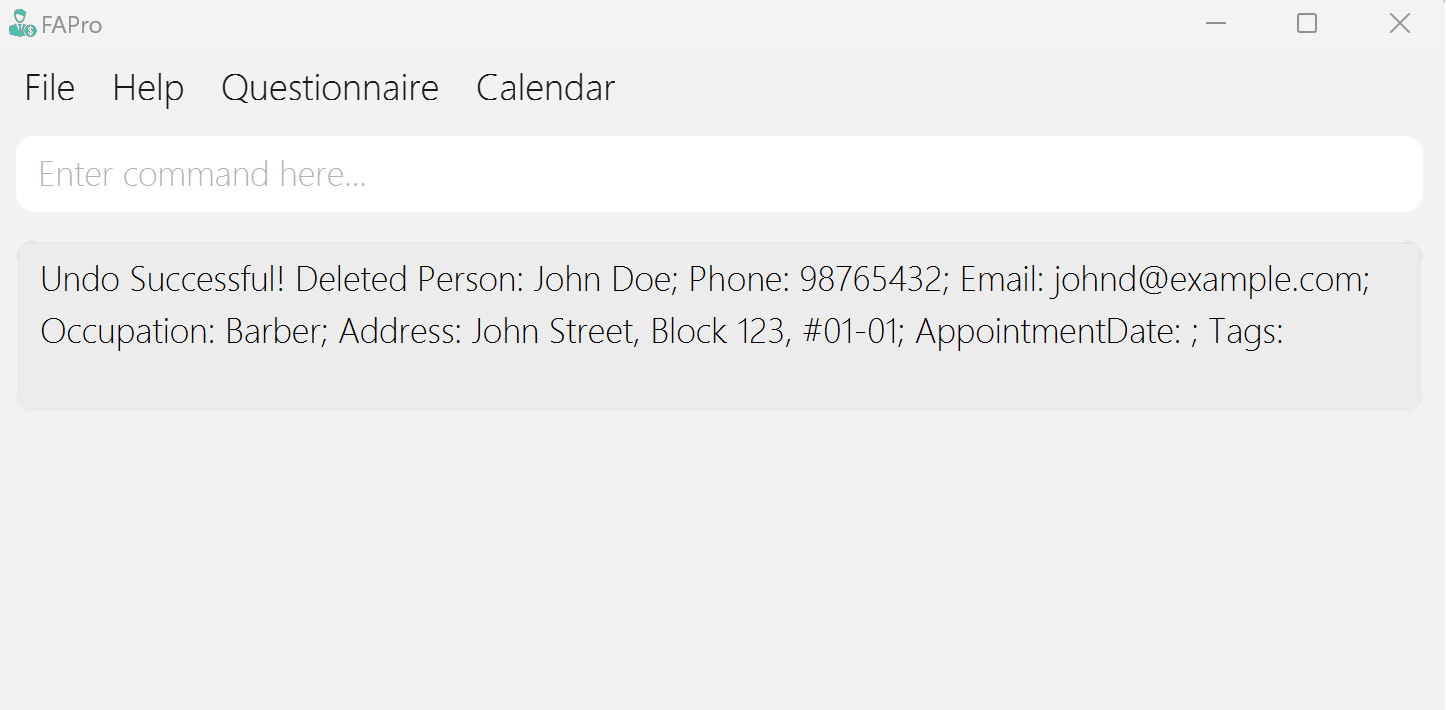 FAPro
File Help Questionnaire Calendar
Enter command here...
Undo Successful! Deleted Person: John Doe; Phone: 98765432; Email: johnd@example.com;
Occupation: Barber; Address: John Street, Block 123, #01-01; AppointmentDate: ; Tags: